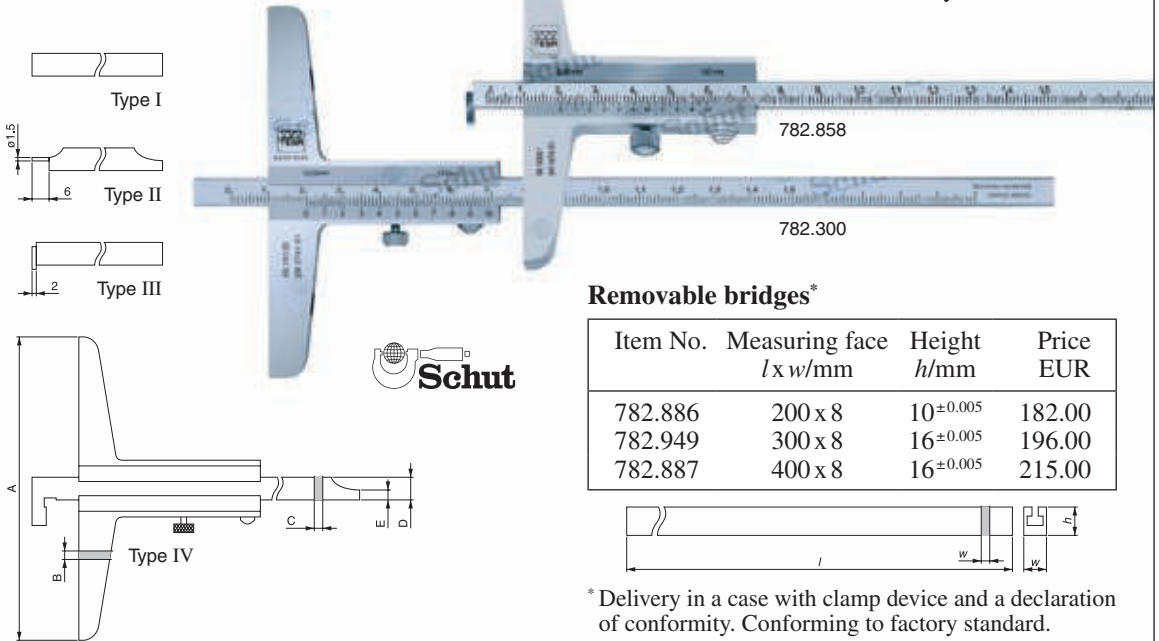 Type I
ø1.5
6
Type II
2
Type III
782.858
782.300
Schut
A
B
C
E
D
Type IV
Removable bridges*
Item No. Measuring face Height Price
l x w/mm h/mm EUR
782.886 200 x 8 10±0.005 182.00
782.949 300 x 8 16±0.005 196.00
782.887 400 x 8 16±0.005 215.00
l
w
w
h
* Delivery in a case with clamp device and a declaration
of conformity. Conforming to factory standard.